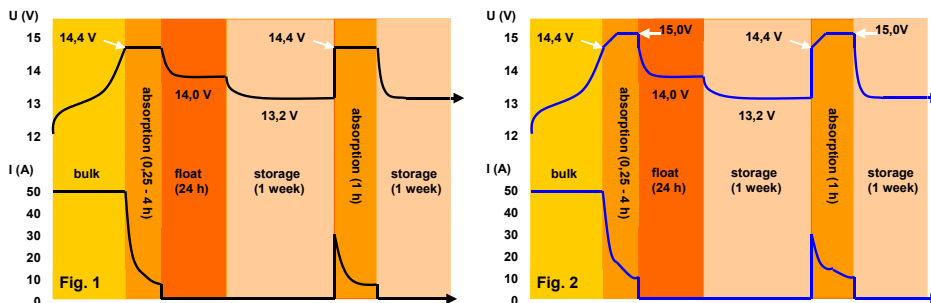 U (V)
15
14
13
12
I (A)
50
40
30
20
10
0
14,4 V
14,0 V
13,2 V
14,4 V
bulk
absorption (0,25 - 4 h)
float
(24 h)
storage
(1 week)
absorption (1 h)
storage
(1 week)
Fig. 1
U (V)
15
14
13
12
I (A)
50
40
30
20
10
0
14,4 V
15,0V
14,0 V
13,2 V
14,4 V
15,0V
bulk
absorption (0,25 - 4 h)
float
(24 h)
storage
(1 week)
absorption (1 h)
storage
(1 week)
Fig. 2